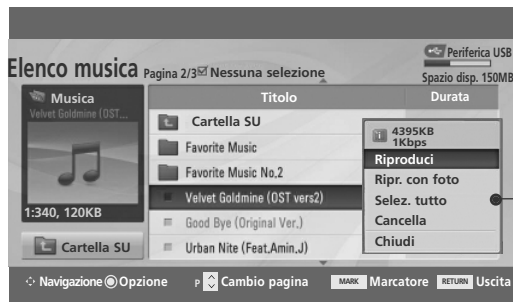 Periferica USB
Elenco musica Pagina 2/3 Nessuna selezione
Spazio disp. 150MB
Musica
Velvet Goldmine (OST...
1:340, 120KB
Cartella SU
Titolo Durata
Cartella SU
Favorite Music
Favorite Music No.2
Velvet Goldmine (OST vers2)
Good Bye (Original Ver.)
Urban Nite (Feat.Amin.J)
4395KB
1Kbps
Riproduci
Ripr. con foto
Selez. tutto
Cancella
Chiudi
Navigazione Opzione P Cambio pagina MARK Marcatore RETURN Uscita